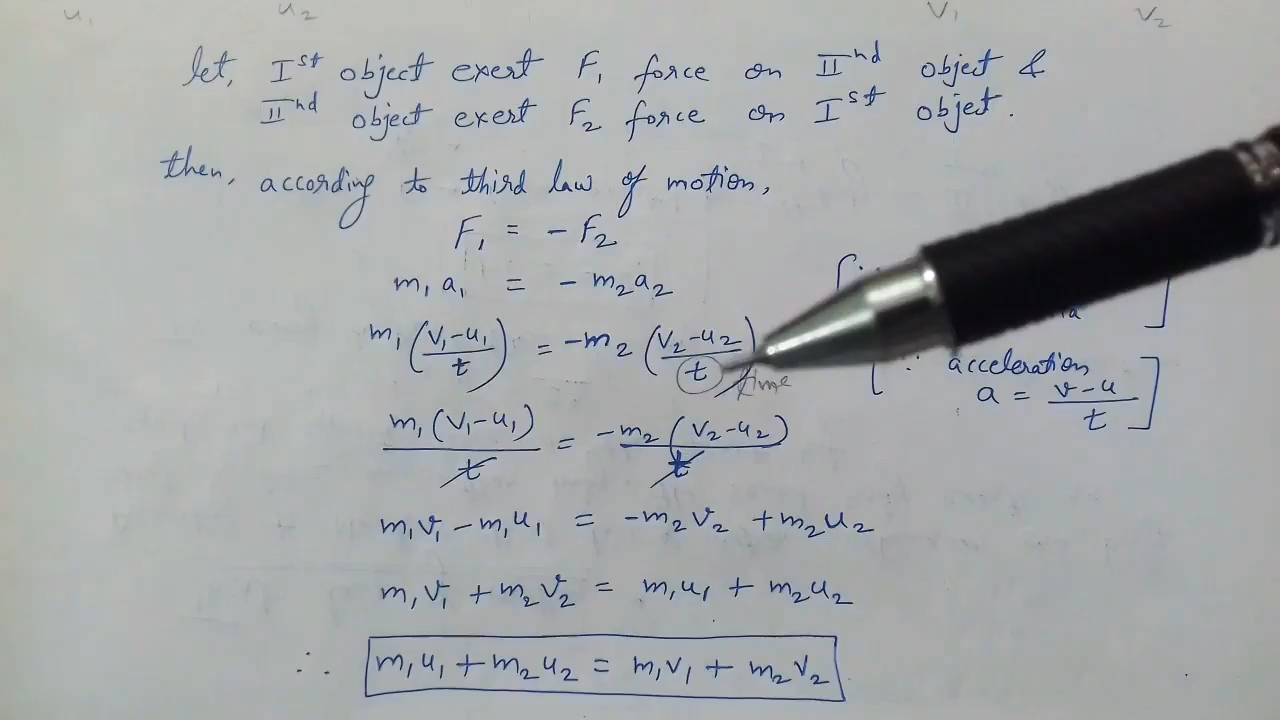 u₁ u₂ v₁ v₂
let, Iˢᵗ object exert F₁ force on IIⁿᵈ object &
IIⁿᵈ object exert F₂ force on Iˢᵗ object.
then, according to third law of motion,
F₁ = - F₂
m₁a₁ = - m₂a₂
m₁((v₁-u₁)/t) = -m₂((v₂-u₂)/t) time
[∵ acceleration
a = (v-u)/t]
m₁(v₁-u₁)/t = -m₂(v₂-u₂)/t
m₁v₁ - m₁u₁ = -m₂v₂ + m₂u₂
m₁v₁ + m₂v₂ = m₁u₁ + m₂u₂
∴ m₁u₁ + m₂u₂ = m₁v₁ + m₂v₂